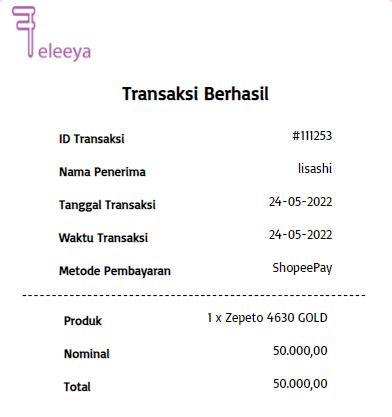 eleeya
Transaksi Berhasil
ID Transaksi #111253
Nama Penerima lisashi
Tanggal Transaksi 24-05-2022
Waktu Transaksi 24-05-2022
Metode Pembayaran ShopeePay
Produk 1 x Zepeto 4630 GOLD
Nominal 50.000,00
Total 50.000,00